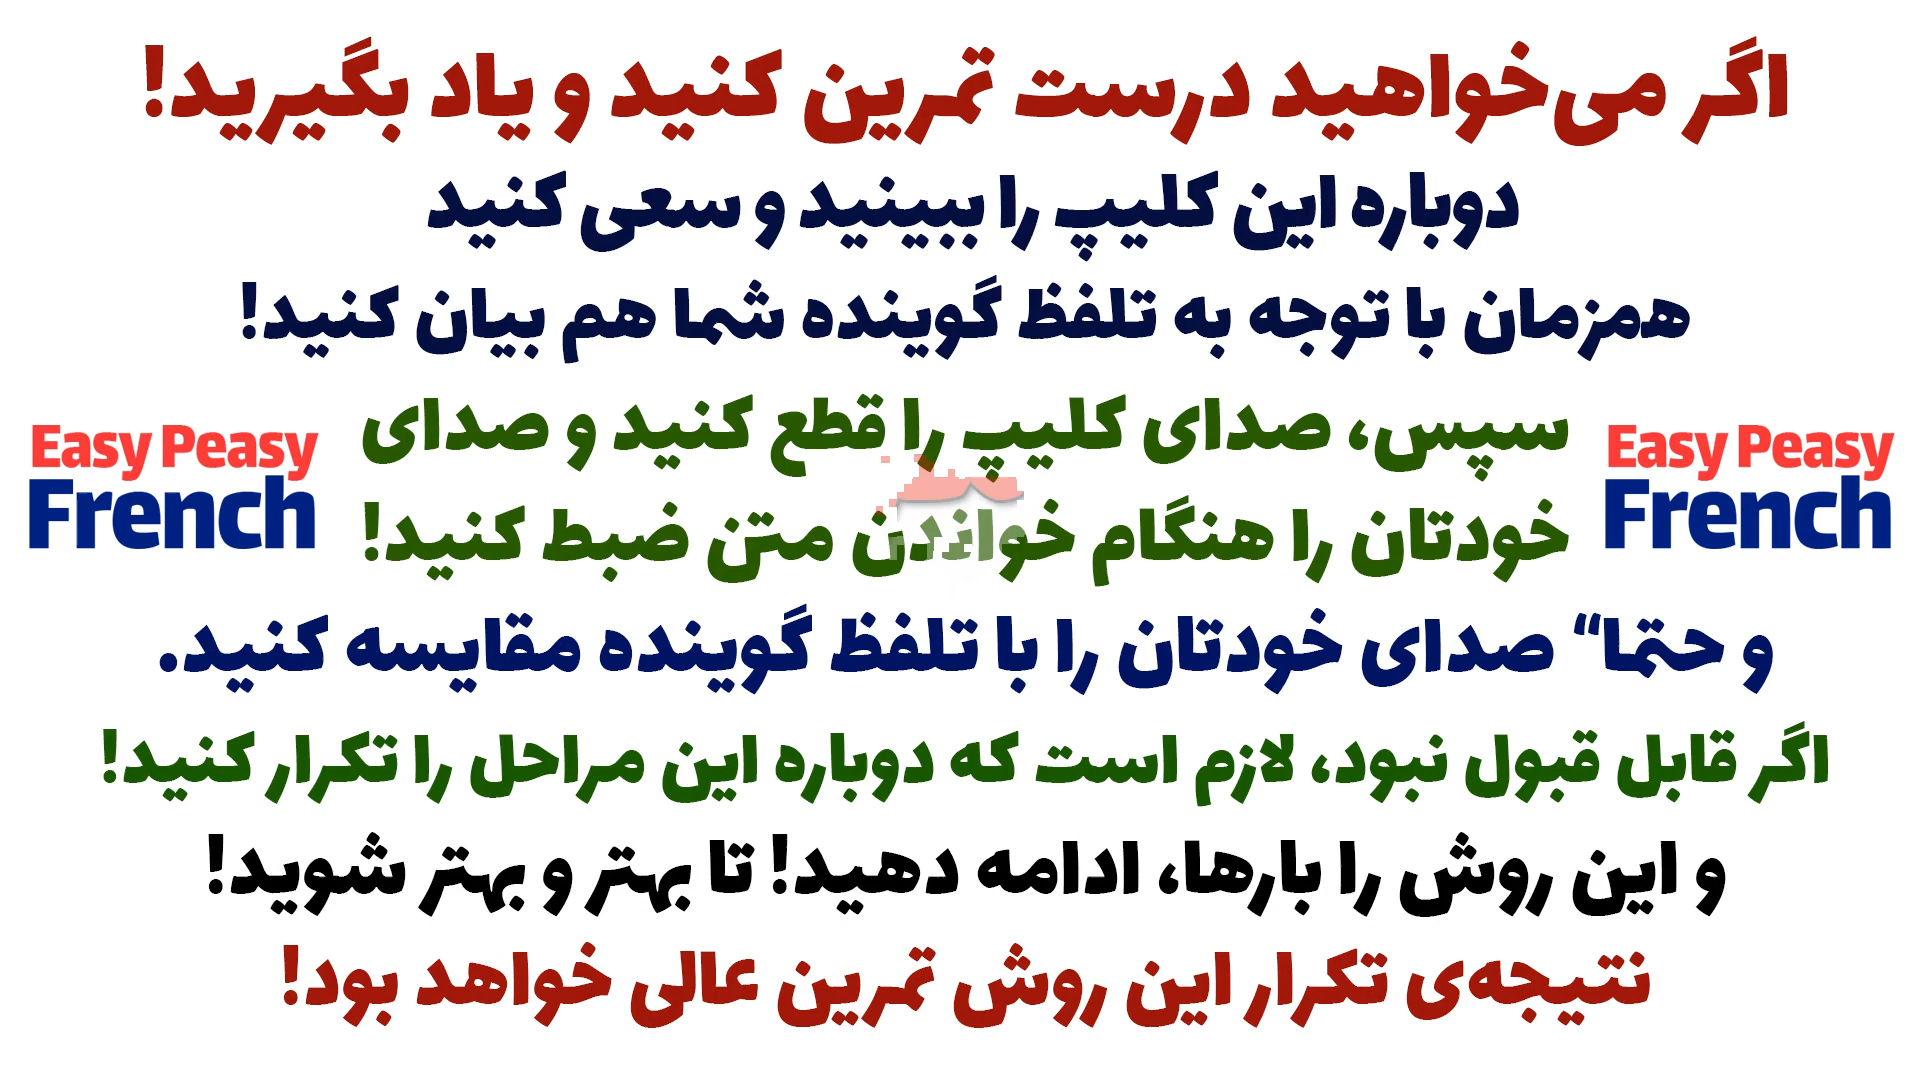 اگر می‌خواهید درست تمرین کنید و یاد بگیرید!
دوباره این کلیپ را ببینید و سعی کنید
همزمان با توجه به تلفظ گوینده شما هم بیان کنید!
سپس، صدای کلیپ را قطع کنید و صدای
خودتان را هنگام خواندن متن ضبط کنید!
Easy Peasy
French
Easy Peasy
French
و حتما“ صدای خودتان را با تلفظ گوینده مقایسه کنید.
اگر قابل قبول نبود، لازم است که دوباره این مراحل را تکرار کنید!
و این روش را بارها، ادامه دهید! تا بهتر و بهتر شوید!
نتیجه‌ی تکرار این روش تمرین عالی خواهد بود!